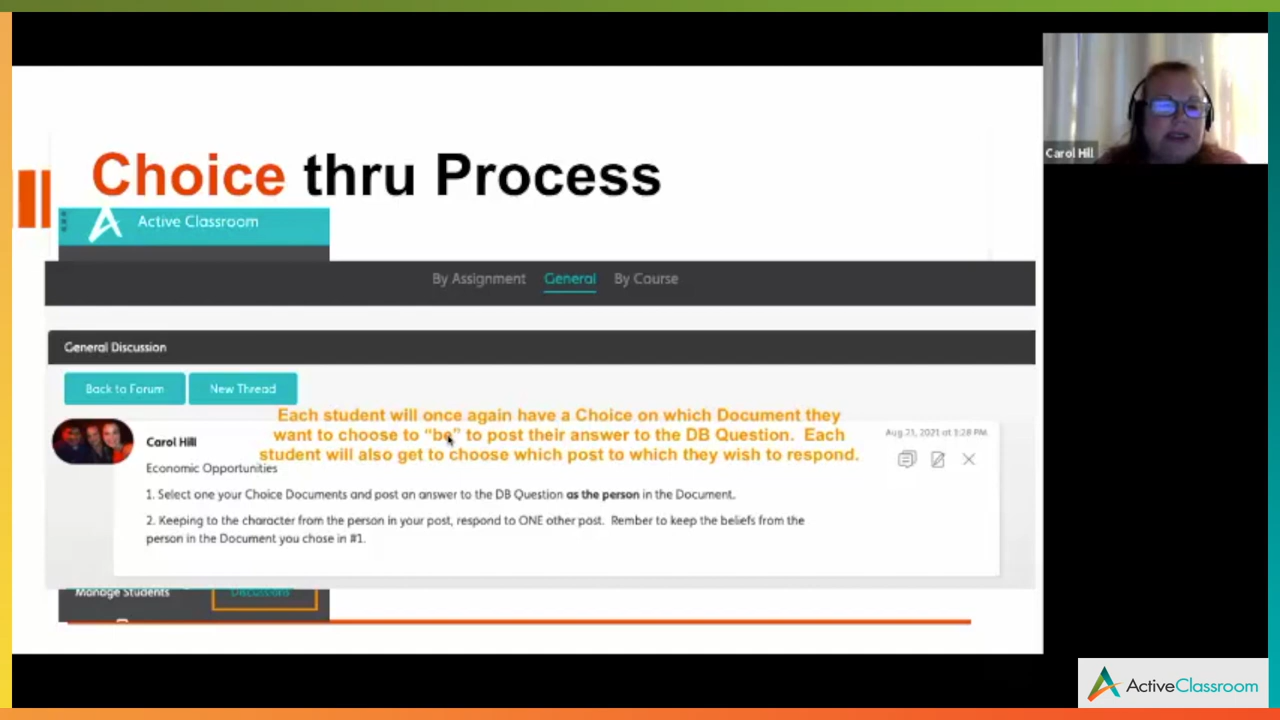 Choice thru Process
Carol Hill
Active Classroom
By Assignment General By Course
General Discussion
Back to Forum New Thread
Each student will once again have a Choice on which Document they
want to choose to “be” to post their answer to the DB Question. Each
student will also get to choose which post to which they wish to respond.
Carol Hill
Aug 23, 2021 at 1:28 PM
Economic Opportunities
1. Select one your Choice Documents and post an answer to the DB Question as the person in the Document.
2. Keeping to the character from the person in your post, respond to ONE other post. Rember to keep the beliefs from the
person in the Document you chose in #1.
Manage Students Discussions
ActiveClassroom